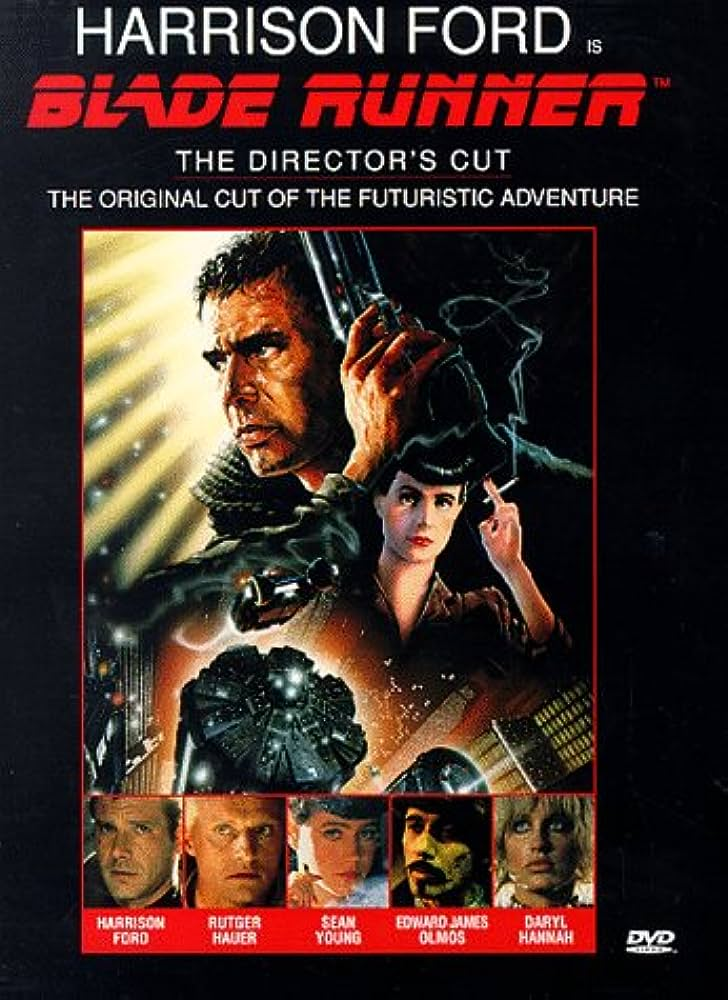 HARRISON FORD IS
BLADE RUNNER™
THE DIRECTOR'S CUT
THE ORIGINAL CUT OF THE FUTURISTIC ADVENTURE
HARRISON FORD
RUTGER HAUER
SEAN YOUNG
EDWARD JAMES OLMOS
DARYL HANNAH
DVD
VIDEO